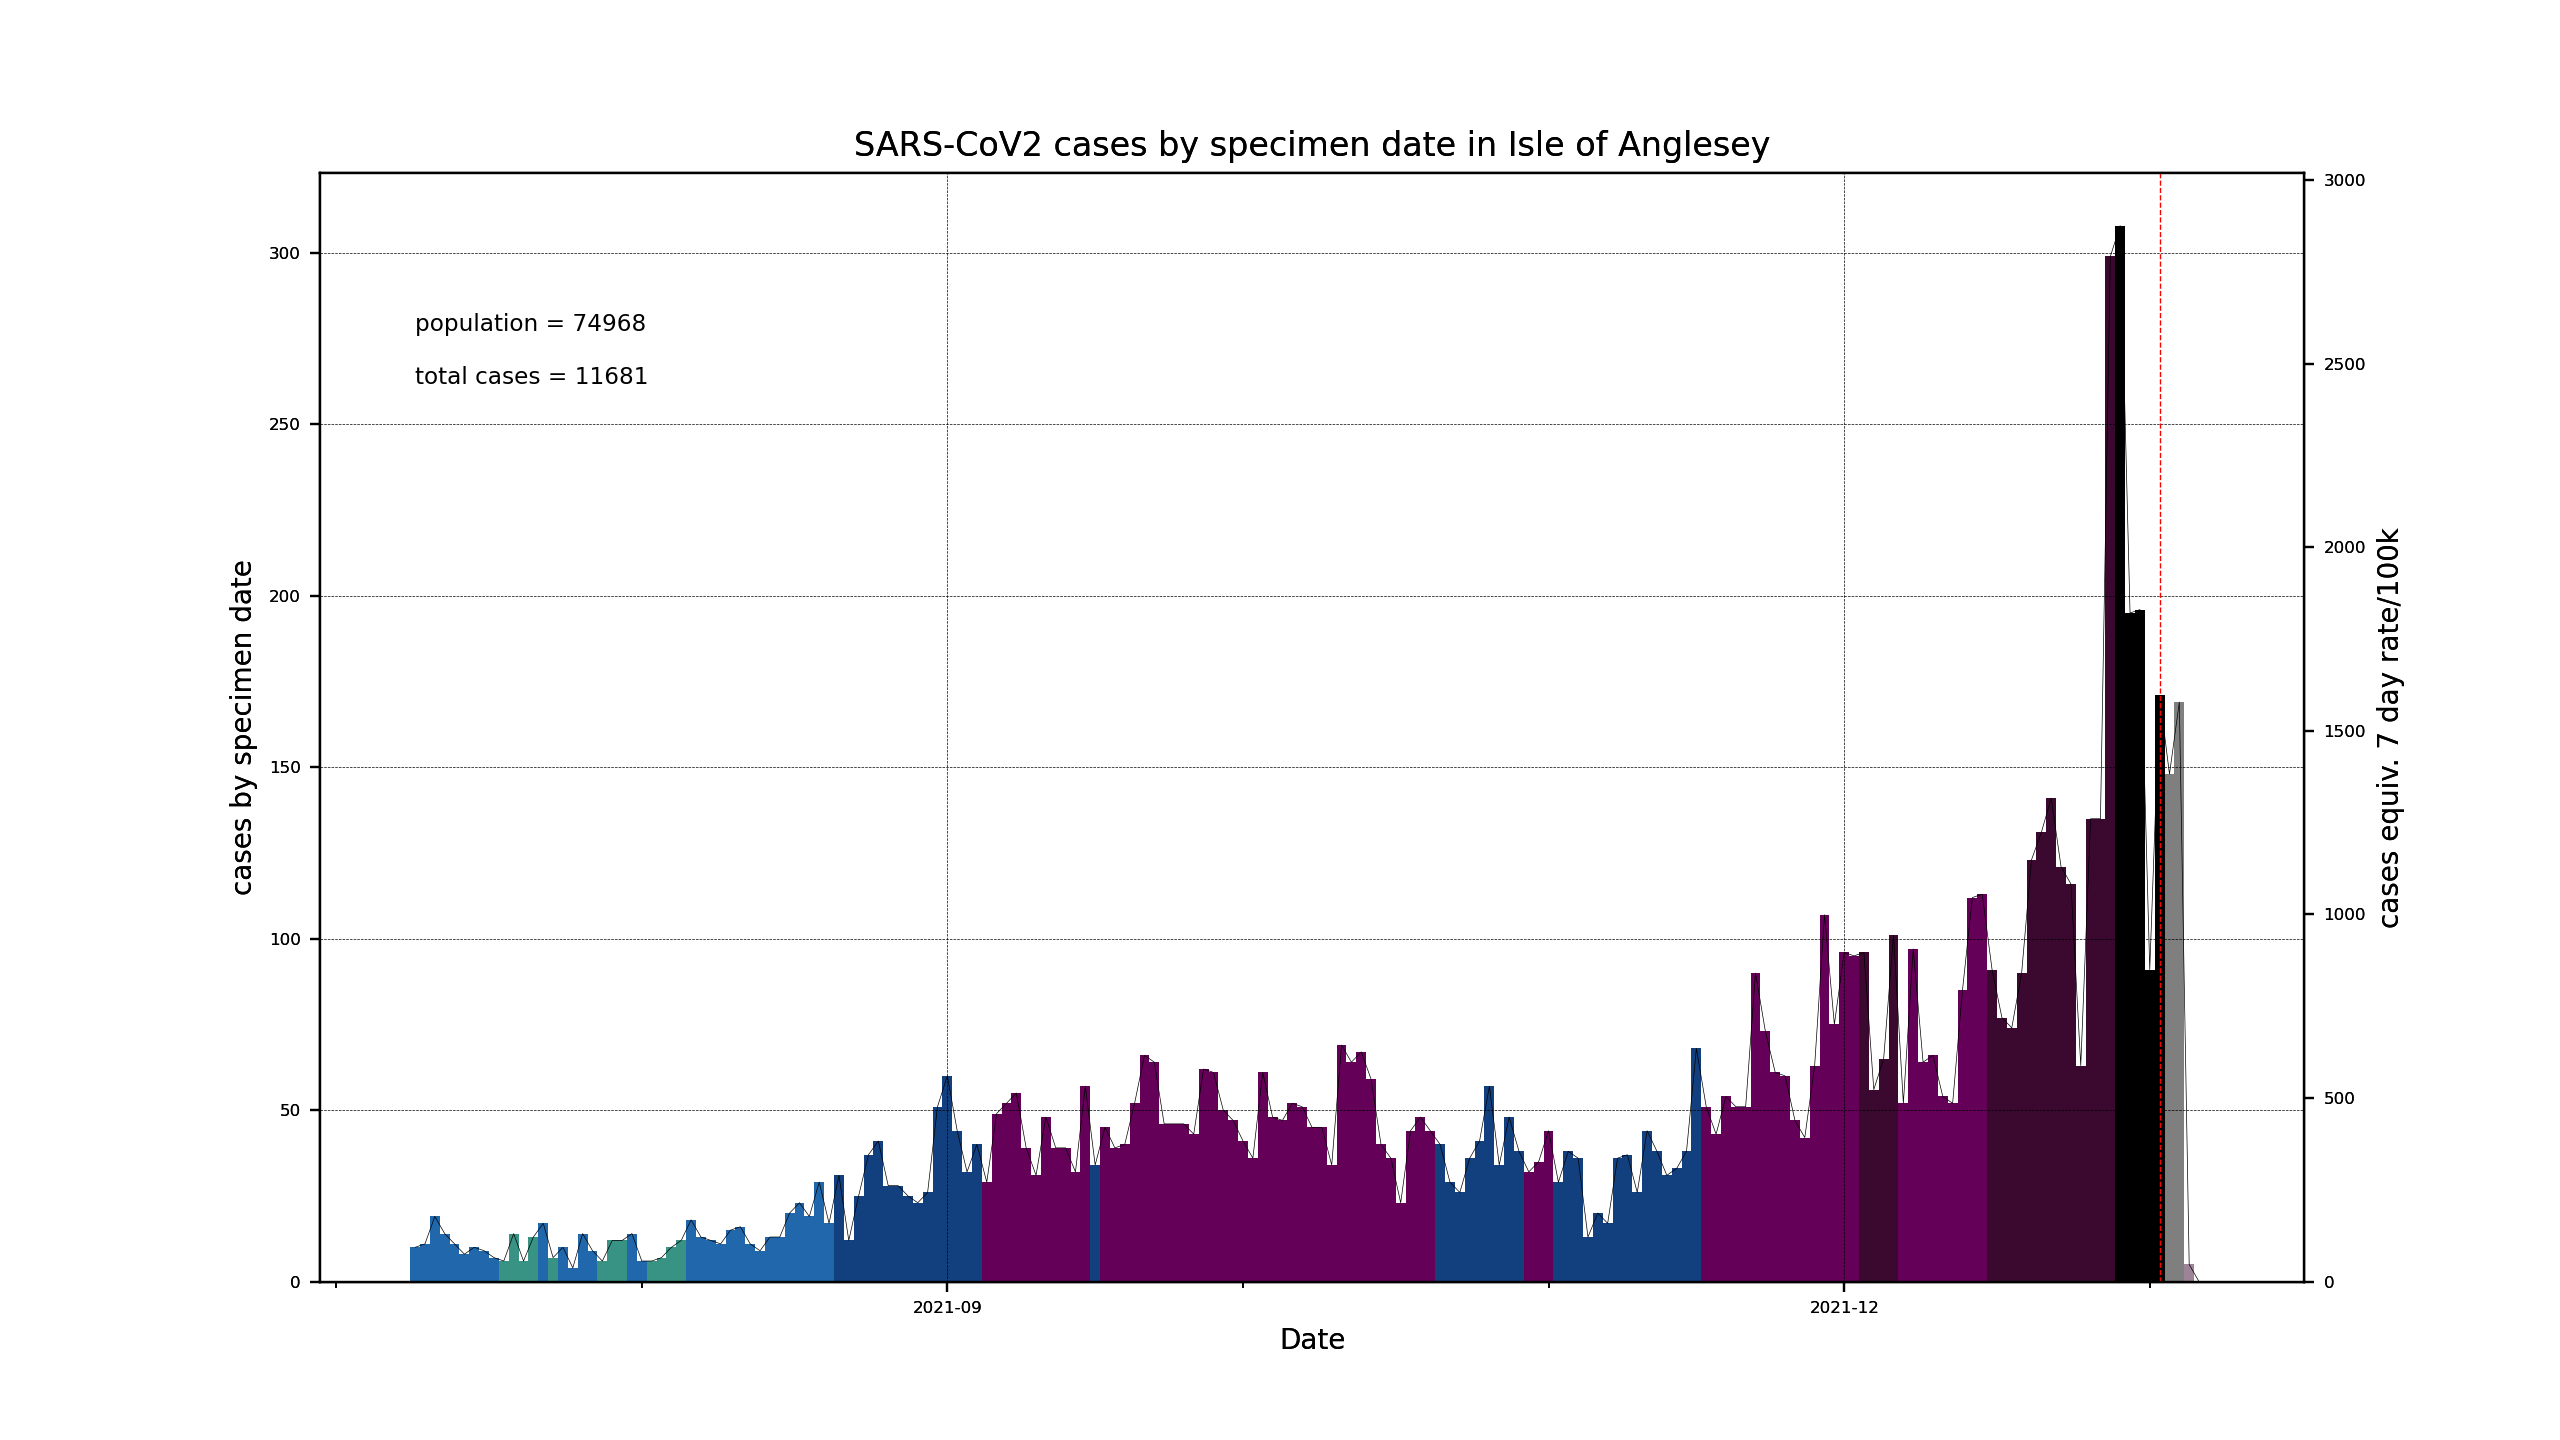 SARS-CoV2 cases by specimen date in Isle of Anglesey
population = 74968
total cases = 11681
cases by specimen date
300
250
200
150
100
50
0
3000
2500
2000
1500
1000
500
0
cases equiv. 7 day rate/100k
2021-09
2021-12
Date